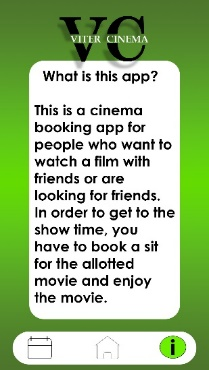 VC
VITER CINEMA
What is this app?
This is a cinema
booking app for
people who want to
watch a film with
friends or are
looking for friends.
In order to get to the
show time, you
have to book a sit
for the allotted
movie and enjoy
the movie.
i